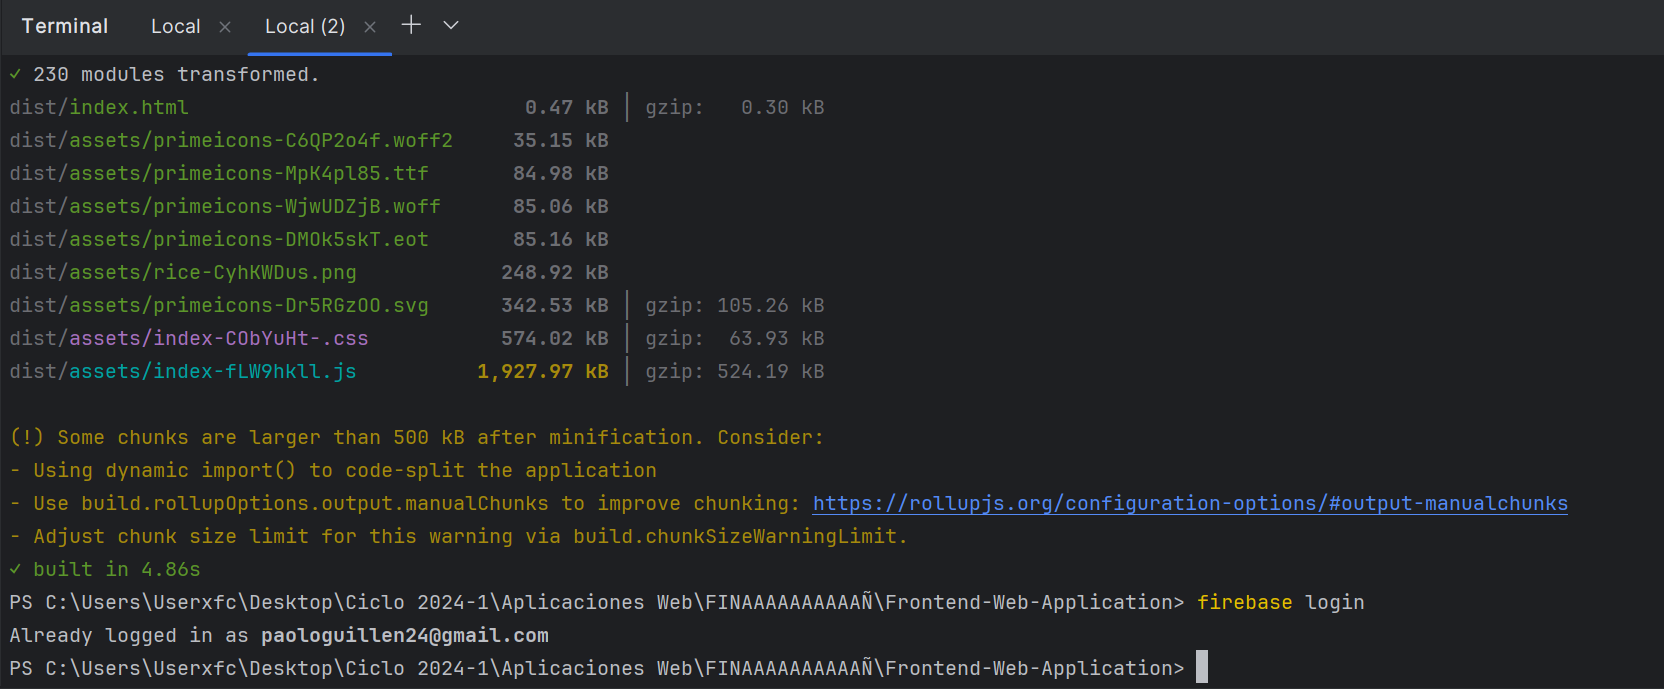 Terminal Local × Local (2) × +
✓ 230 modules transformed.
dist/index.html 0.47 kB │ gzip: 0.30 kB
dist/assets/primeicons-C6QP2o4f.woff2 35.15 kB
dist/assets/primeicons-MpK4pl85.ttf 84.98 kB
dist/assets/primeicons-WjwUDZjB.woff 85.06 kB
dist/assets/primeicons-DMOk5skT.eot 85.16 kB
dist/assets/rice-CyhKWDus.png 248.92 kB
dist/assets/primeicons-Dr5RGzOO.svg 342.53 kB │ gzip: 105.26 kB
dist/assets/index-CObYuHt-.css 574.02 kB │ gzip: 63.93 kB
dist/assets/index-fLW9hkll.js 1,927.97 kB │ gzip: 524.19 kB
(!) Some chunks are larger than 500 kB after minification. Consider:
- Using dynamic import() to code-split the application
- Use build.rollupOptions.output.manualChunks to improve chunking: https://rollupjs.org/configuration-options/#output-manualchunks
- Adjust chunk size limit for this warning via build.chunkSizeWarningLimit.
✓ built in 4.86s
PS C:\Users\Userxfc\Desktop\Ciclo 2024-1\Aplicaciones Web\FINAAAAAAAAAAÑ\Frontend-Web-Application> firebase login
Already logged in as paologuillen24@gmail.com
PS C:\Users\Userxfc\Desktop\Ciclo 2024-1\Aplicaciones Web\FINAAAAAAAAAAÑ\Frontend-Web-Application>